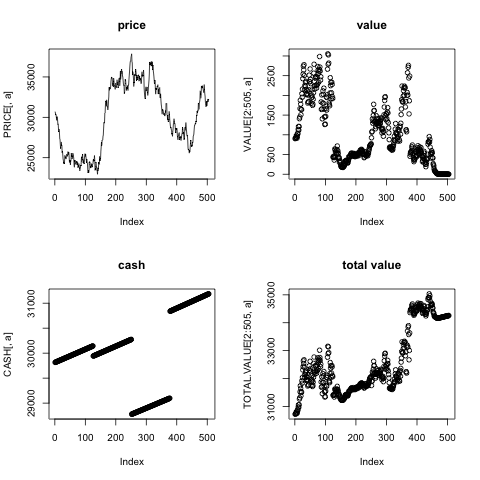 price
PRICE[, a]
25000 30000 35000
0 100 200 300 400 500
Index
value
VALUE[2:505, a]
0 500 1500 2500
0 100 200 300 400 500
Index
cash
CASH[, a]
29000 30000 31000
0 100 200 300 400 500
Index
total value
TOTAL.VALUE[2:505, a]
31000 33000 35000
0 100 200 300 400 500
Index